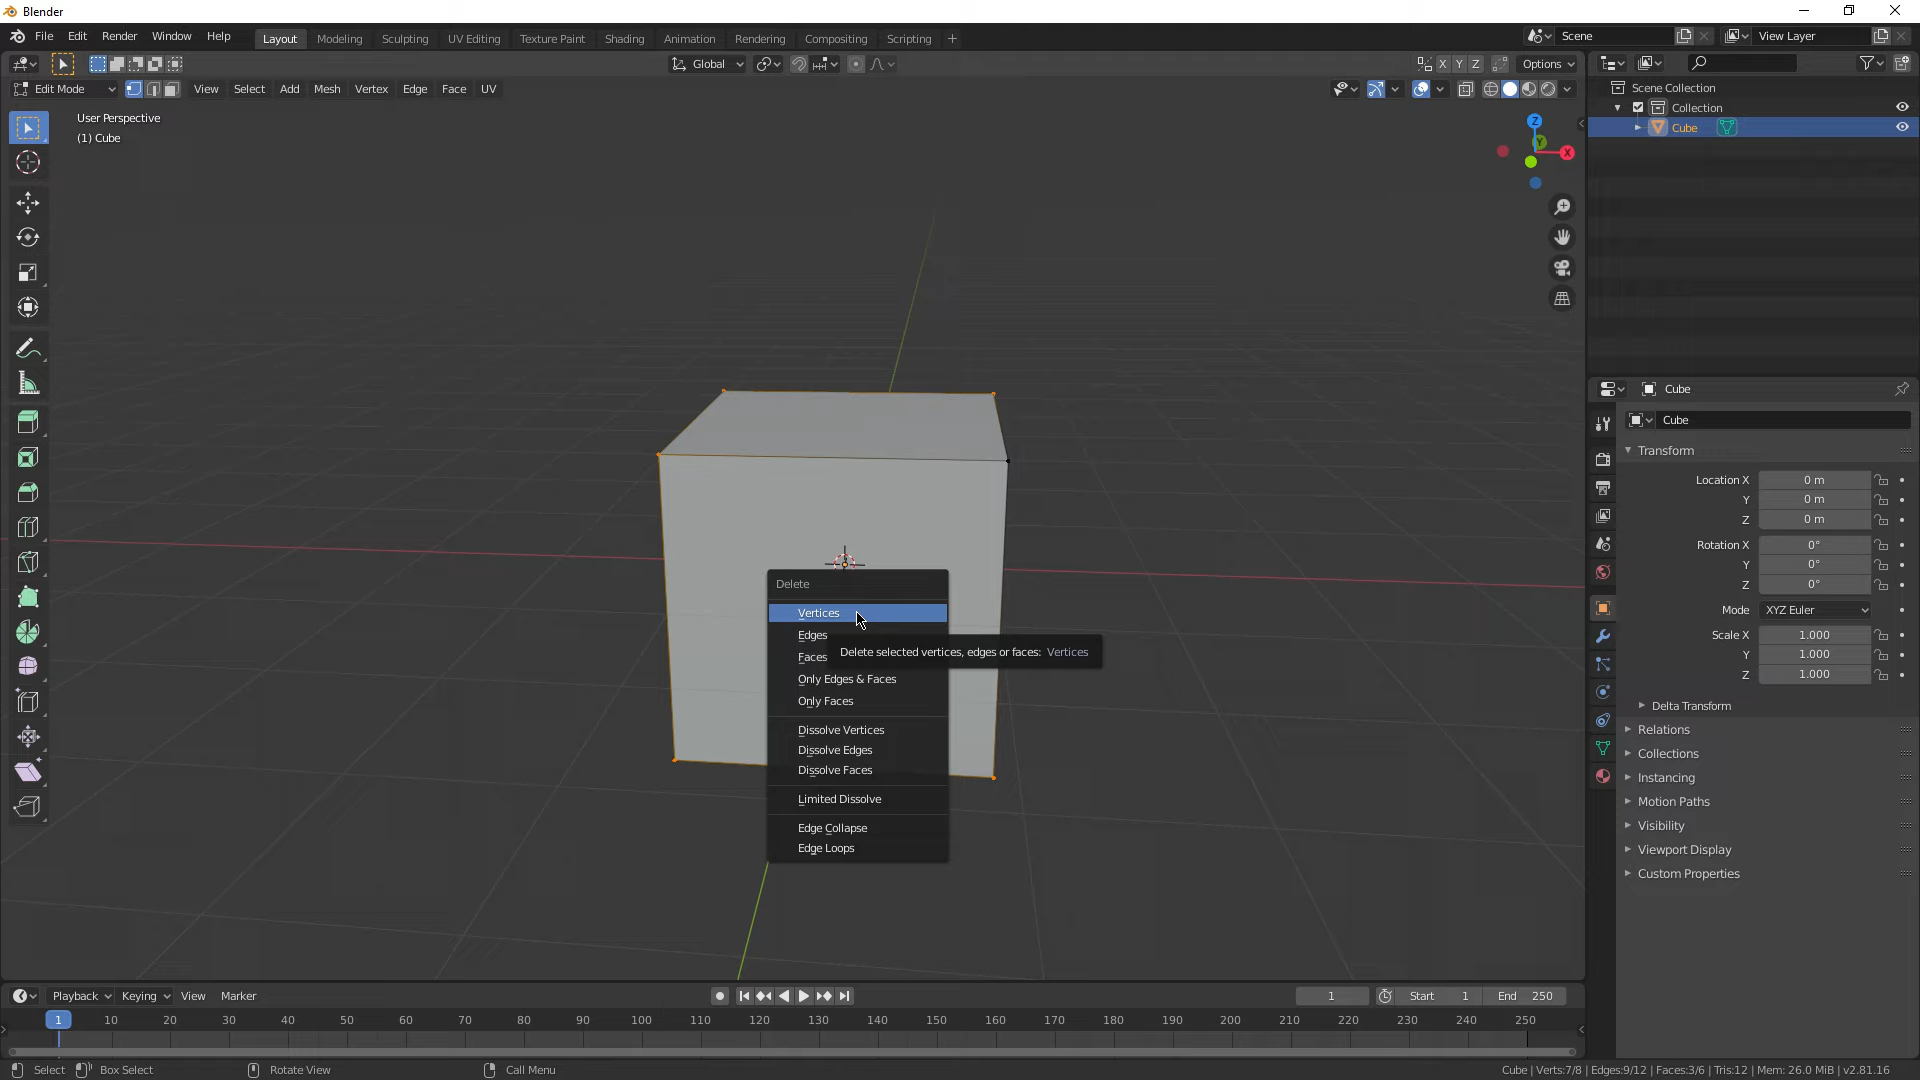 Blender
File Edit Render Window Help
Layout Modeling Sculpting UV Editing Texture Paint Shading Animation Rendering Compositing Scripting +
Scene
View Layer
Global
X Y Z
Options
Edit Mode
View Select Add Mesh Vertex Edge Face UV
User Perspective
(1) Cube
Z
Y
X
Scene Collection
Collection
Cube
Delete
Vertices
Edges
Faces
Only Edges & Faces
Only Faces
Dissolve Vertices
Dissolve Edges
Dissolve Faces
Limited Dissolve
Edge Collapse
Edge Loops
Delete selected vertices, edges or faces: Vertices
Cube
Cube
Transform
Location X 0 m
Y 0 m
Z 0 m
Rotation X 0°
Y 0°
Z 0°
Mode XYZ Euler
Scale X 1.000
Y 1.000
Z 1.000
Delta Transform
Relations
Collections
Instancing
Motion Paths
Visibility
Viewport Display
Custom Properties
Playback Keying View Marker
1
Start 1
End 250
1 10 20 30 40 50 60 70 80 90 100 110 120 130 140 150 160 170 180 190 200 210 220 230 240 250
Select Box Select Rotate View Call Menu
Cube | Verts:7/8 | Edges:9/12 | Faces:3/6 | Tris:12 | Mem: 26.0 MiB | v2.81.16